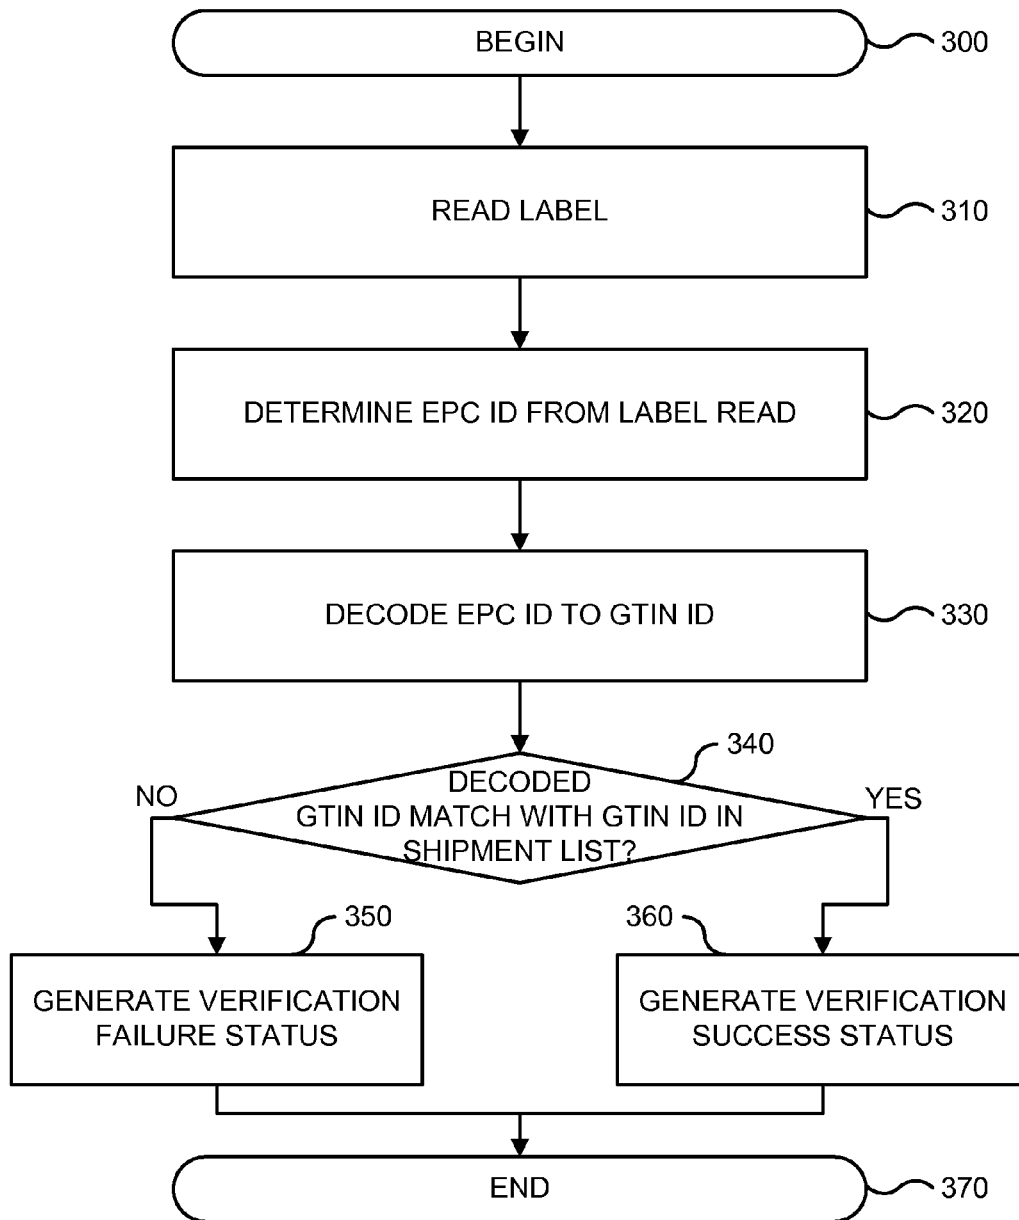 BEGIN
300
READ LABEL
310
DETERMINE EPC ID FROM LABEL READ
320
DECODE EPC ID TO GTIN ID
330
340
NO
DECODED
GTIN ID MATCH WITH GTIN ID IN
SHIPMENT LIST?
YES
350
360
GENERATE VERIFICATION
FAILURE STATUS
GENERATE VERIFICATION
SUCCESS STATUS
END
370